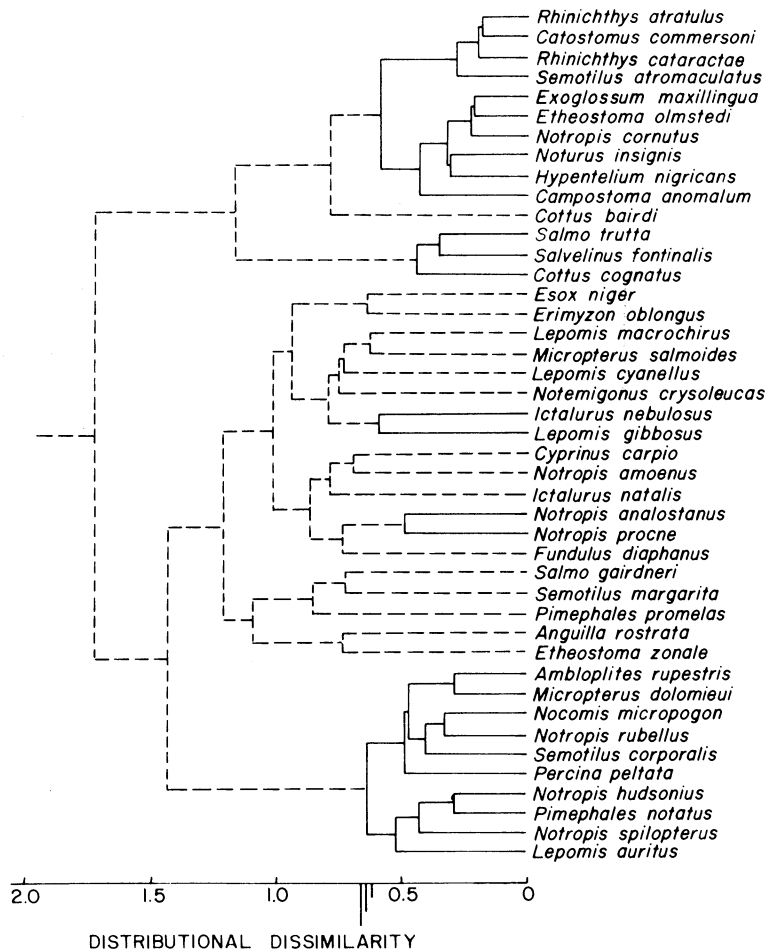 Rhinichthys atratulus
Catostomus commersoni
Rhinichthys cataractae
Semotilus atromaculatus
Exoglossum maxillingua
Etheostoma olmstedi
Notropis cornutus
Noturus insignis
Hypentelium nigricans
Campostoma anomalum
Cottus bairdi
Salmo trutta
Salvelinus fontinalis
Cottus cognatus
Esox niger
Erimyzon oblongus
Lepomis macrochirus
Micropterus salmoides
Lepomis cyanellus
Notemigonus crysoleucas
Ictalurus nebulosus
Lepomis gibbosus
Cyprinus carpio
Notropis amoenus
Ictalurus natalis
Notropis analostanus
Notropis procne
Fundulus diaphanus
Salmo gairdneri
Semotilus margarita
Pimephales promelas
Anguilla rostrata
Etheostoma zonale
Ambloplites rupestris
Micropterus dolomieui
Nocomis micropogon
Notropis rubellus
Semotilus corporalis
Percina peltata
Notropis hudsonius
Pimephales notatus
Notropis spilopterus
Lepomis auritus
2.0 1.5 1.0 0.5 0
DISTRIBUTIONAL DISSIMILARITY